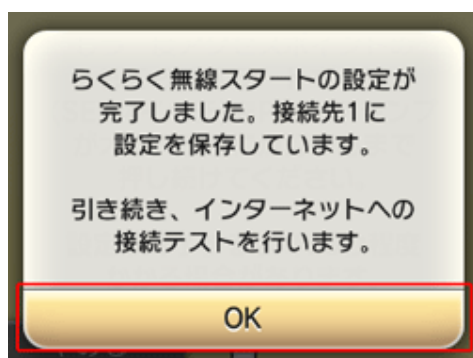 らくらく無線スタートの設定が
完了しました。接続先1に
設定を保存しています。
引き続き、インターネットへの
接続テストを行います。
OK